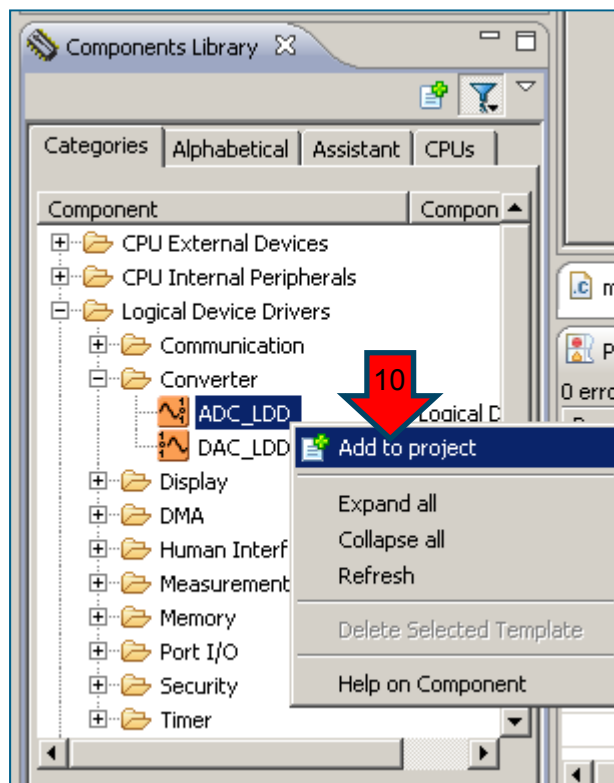 Components Library
Categories Alphabetical Assistant CPUs
Component Compon
CPU External Devices
CPU Internal Peripherals
.c m
Logical Device Drivers
Communication
P
Converter
10
0 erro
ADC_LDD Logical D
DAC_LDD
Add to project
Display
Expand all
DMA
Collapse all
Human Interf
Refresh
Measurement
Memory
Delete Selected Template
Port I/O
Security
Help on Component
Timer